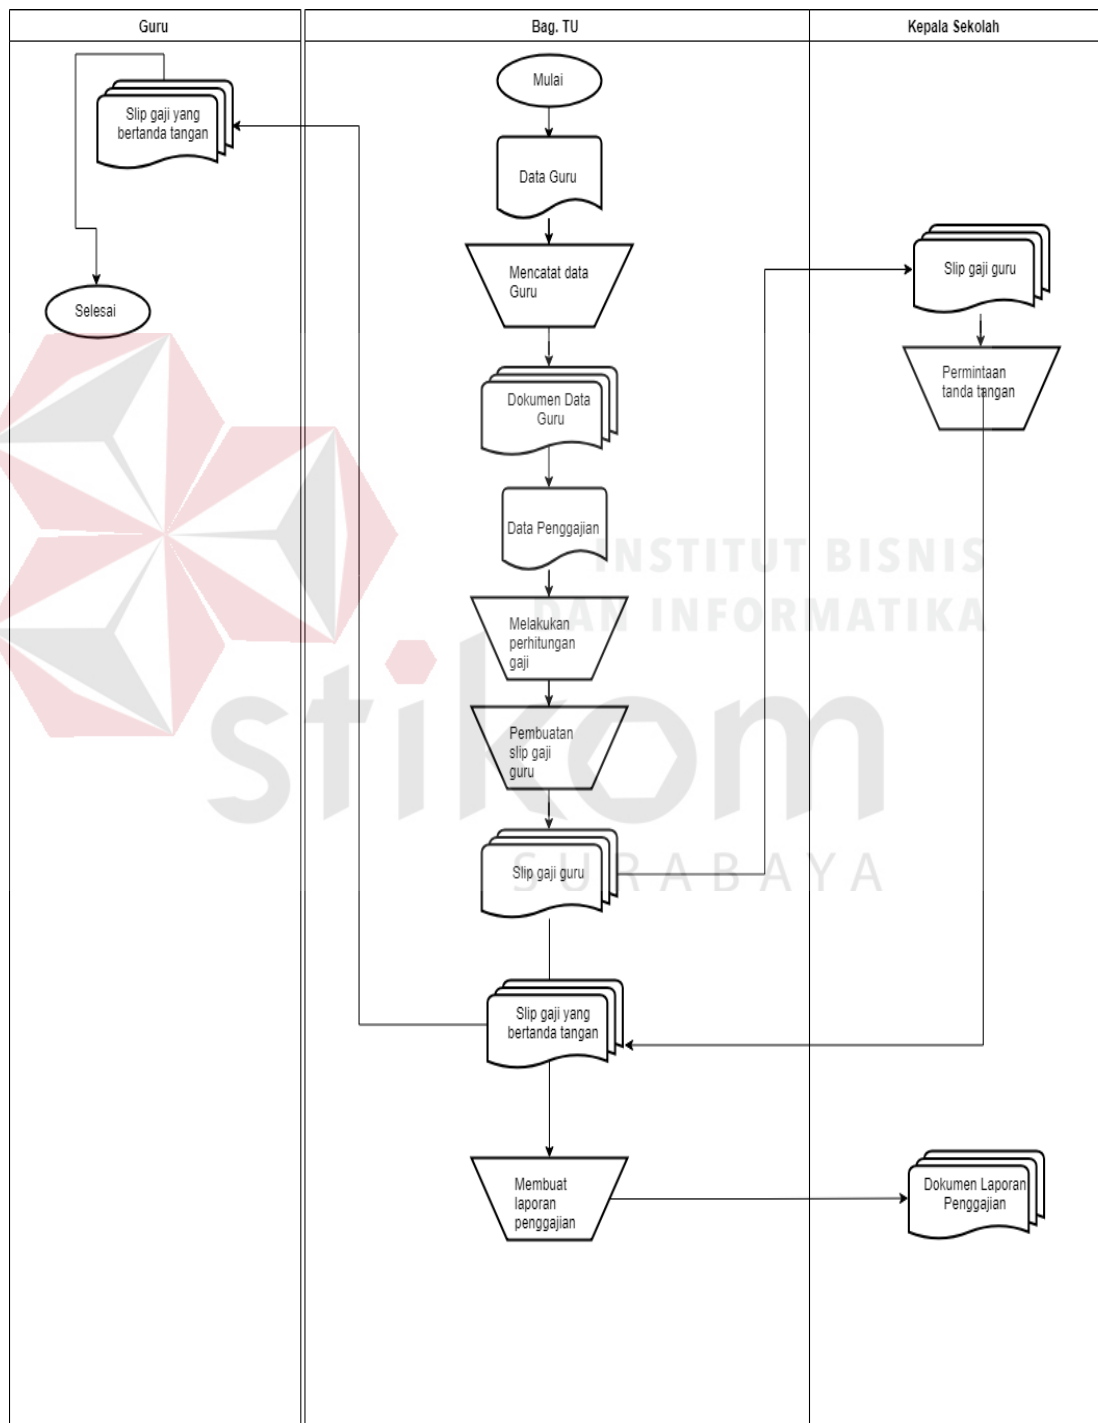 Guru
Bag. TU
Kepala Sekolah
Slip gaji yang
bertanda tangan
Selesai
Mulai
Data Guru
Mencatat data
Guru
Dokumen Data
Guru
Data Penggajian
Melakukan
perhitungan
gaji
Pembuatan
slip gaji
guru
Slip gaji guru
Slip gaji yang
bertanda tangan
Membuat
laporan
penggajian
Slip gaji guru
Permintaan
tanda tangan
Dokumen Laporan
Penggajian
INSTITUT BISNIS
DAN INFORMATIKA
stikom
SURABAYA